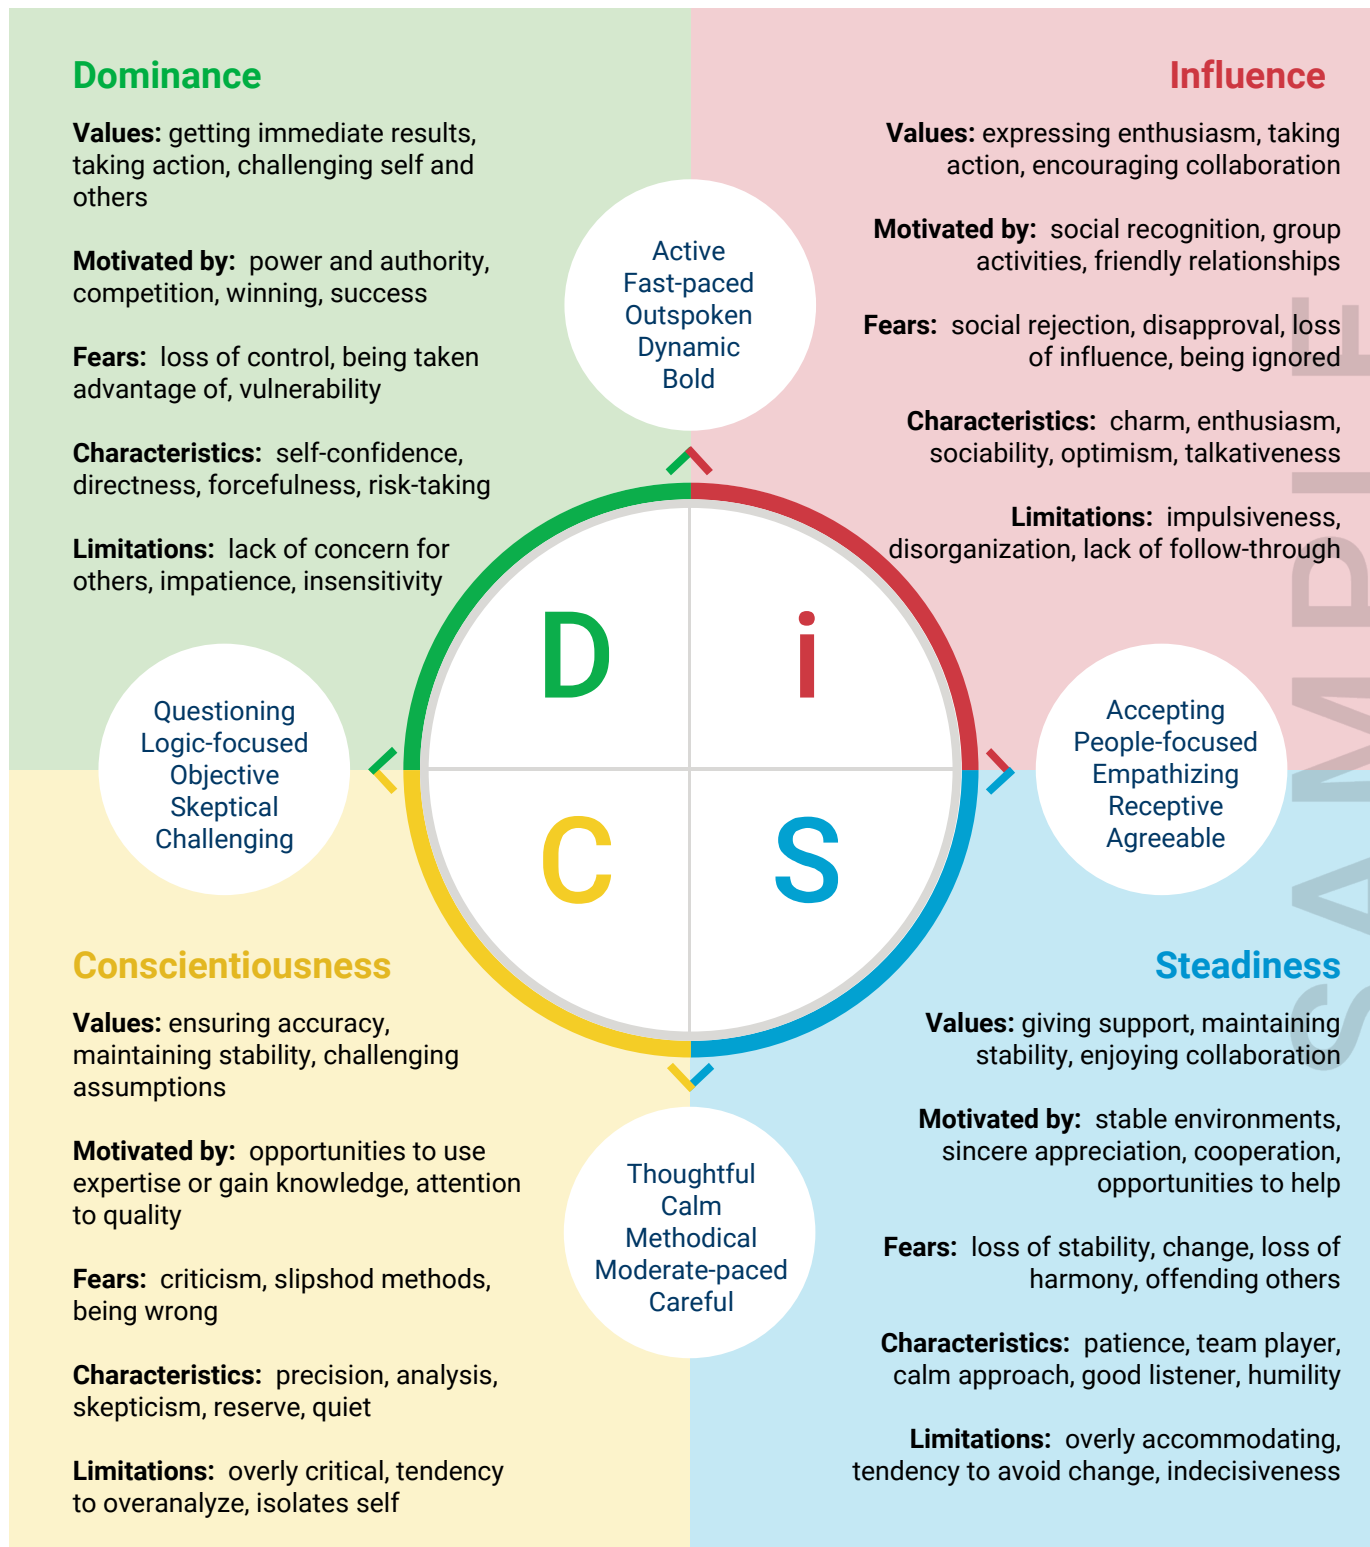 Dominance
Values: getting immediate results,
taking action, challenging self and
others
Motivated by: power and authority,
competition, winning, success
Fears: loss of control, being taken
advantage of, vulnerability
Characteristics: self-confidence,
directness, forcefulness, risk-taking
Limitations: lack of concern for
others, impatience, insensitivity
Influence
Values: expressing enthusiasm, taking
action, encouraging collaboration
Motivated by: social recognition, group
activities, friendly relationships
Fears: social rejection, disapproval, loss
of influence, being ignored
Characteristics: charm, enthusiasm,
sociability, optimism, talkativeness
Limitations: impulsiveness,
disorganization, lack of follow-through
Active
Fast-paced
Outspoken
Dynamic
Bold
D
i
Questioning
Logic-focused
Objective
Skeptical
Challenging
Accepting
People-focused
Empathizing
Receptive
Agreeable
C
S
Conscientiousness
Values: ensuring accuracy,
maintaining stability, challenging
assumptions
Motivated by: opportunities to use
expertise or gain knowledge, attention
to quality
Fears: criticism, slipshod methods,
being wrong
Characteristics: precision, analysis,
skepticism, reserve, quiet
Limitations: overly critical, tendency
to overanalyze, isolates self
Thoughtful
Calm
Methodical
Moderate-paced
Careful
Steadiness
Values: giving support, maintaining
stability, enjoying collaboration
Motivated by: stable environments,
sincere appreciation, cooperation,
opportunities to help
Fears: loss of stability, change, loss of
harmony, offending others
Characteristics: patience, team player,
calm approach, good listener, humility
Limitations: overly accommodating,
tendency to avoid change, indecisiveness
SAMPLE